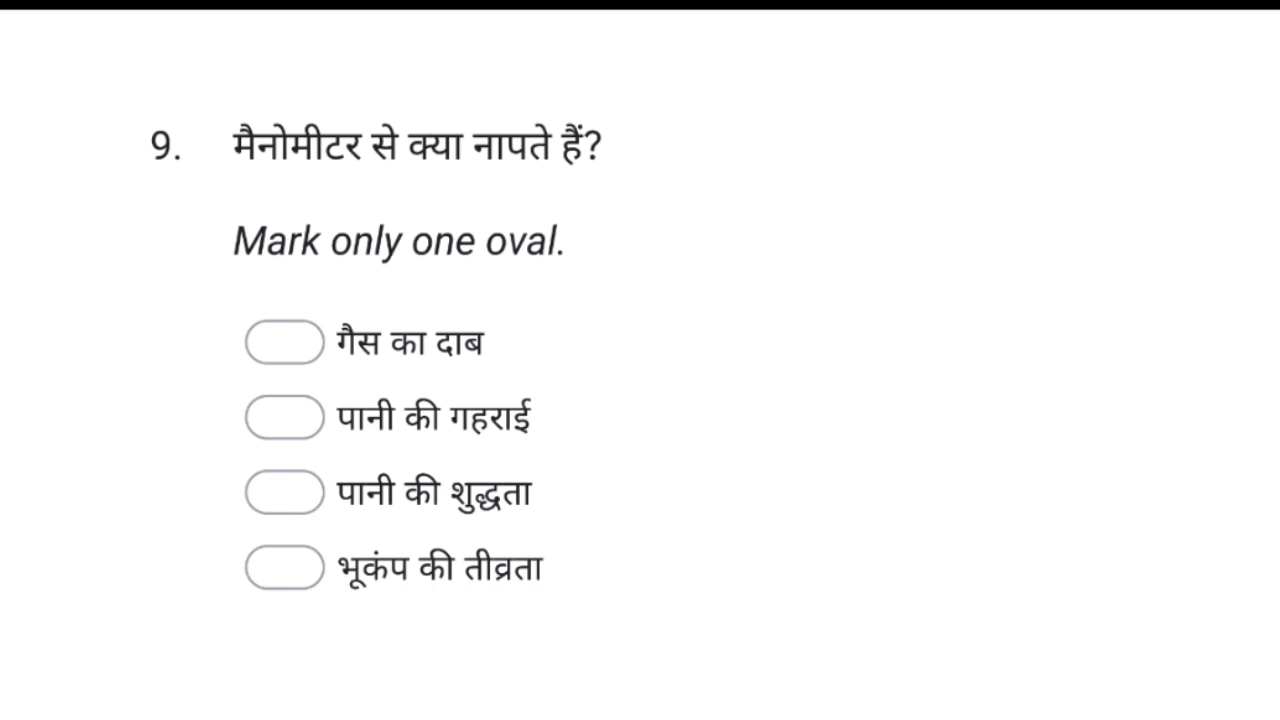 9. मैनोमीटर से क्या नापते हैं?
Mark only one oval.
गैस का दाब
पानी की गहराई
पानी की शुद्धता
भूकंप की तीव्रता